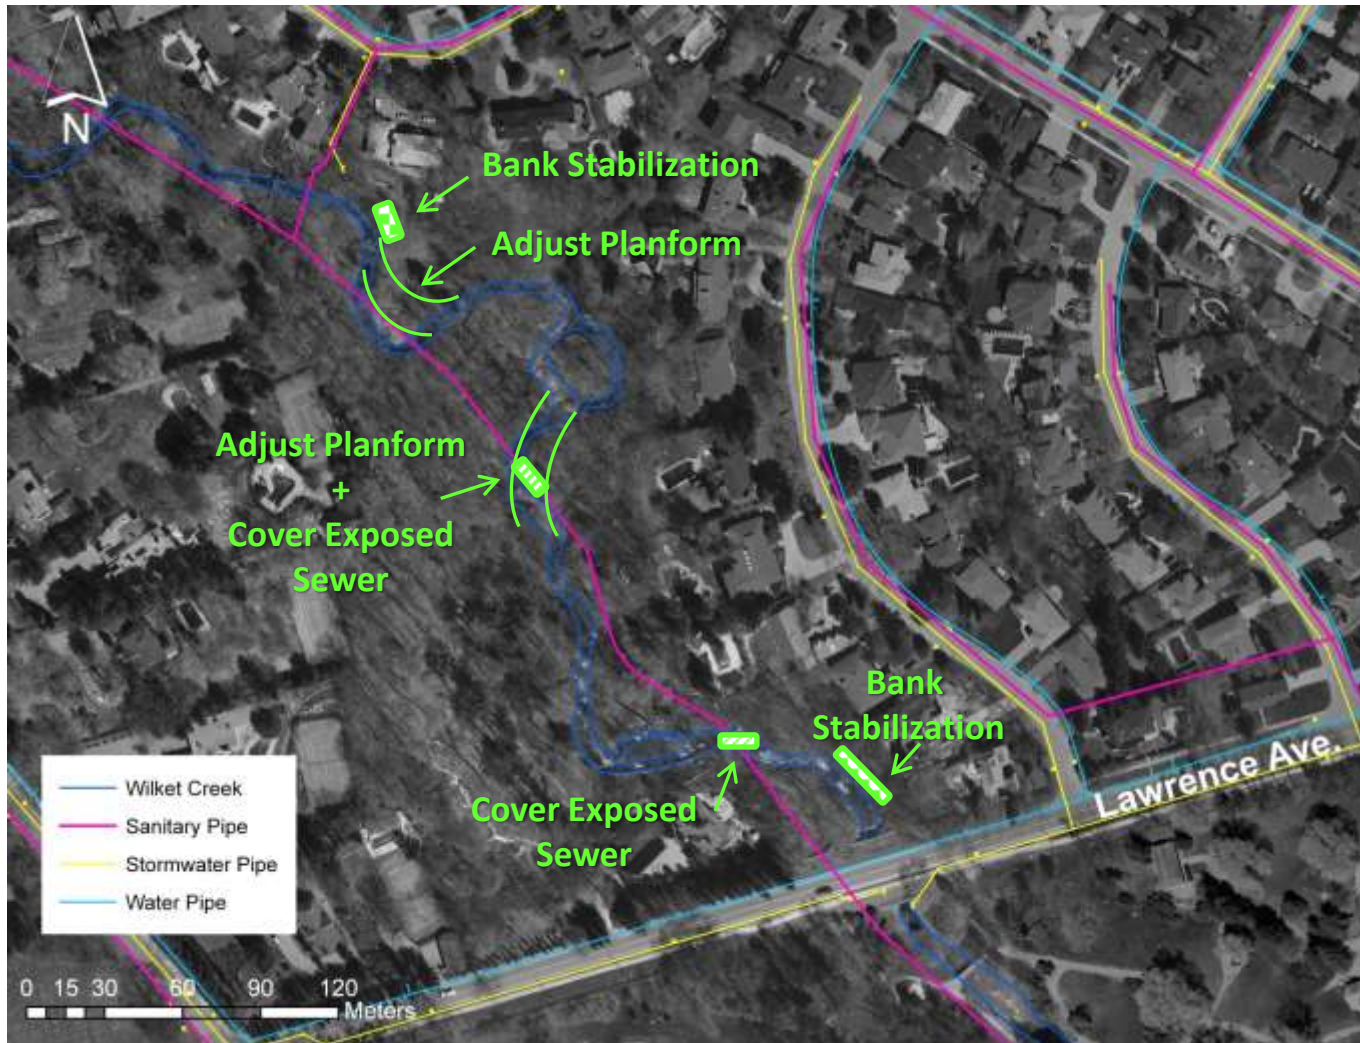 N
Bank Stabilization
Adjust Planform
Adjust Planform
+
Cover Exposed
Sewer
Bank
Stabilization
Cover Exposed
Sewer
Lawrence Ave.
Wilket Creek
Sanitary Pipe
Stormwater Pipe
Water Pipe
0 15 30 60 90 120
Meters